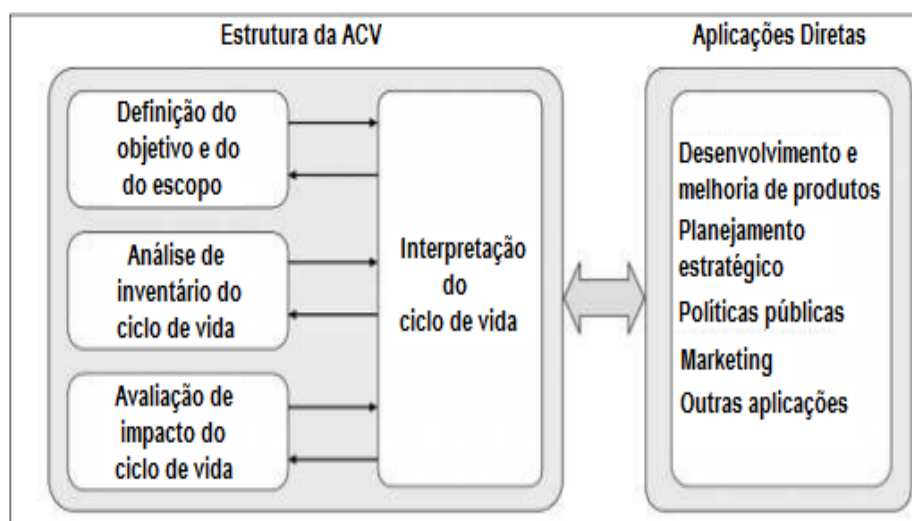 Estrutura da ACV
Definição do
objetivo e do
do escopo
Análise de
inventário do
ciclo de vida
Avaliação de
impacto do
ciclo de vida
Interpretação
do
ciclo de vida
Aplicações Diretas
Desenvolvimento e
melhoria de produtos
Planejamento
estratégico
Políticas públicas
Marketing
Outras aplicações